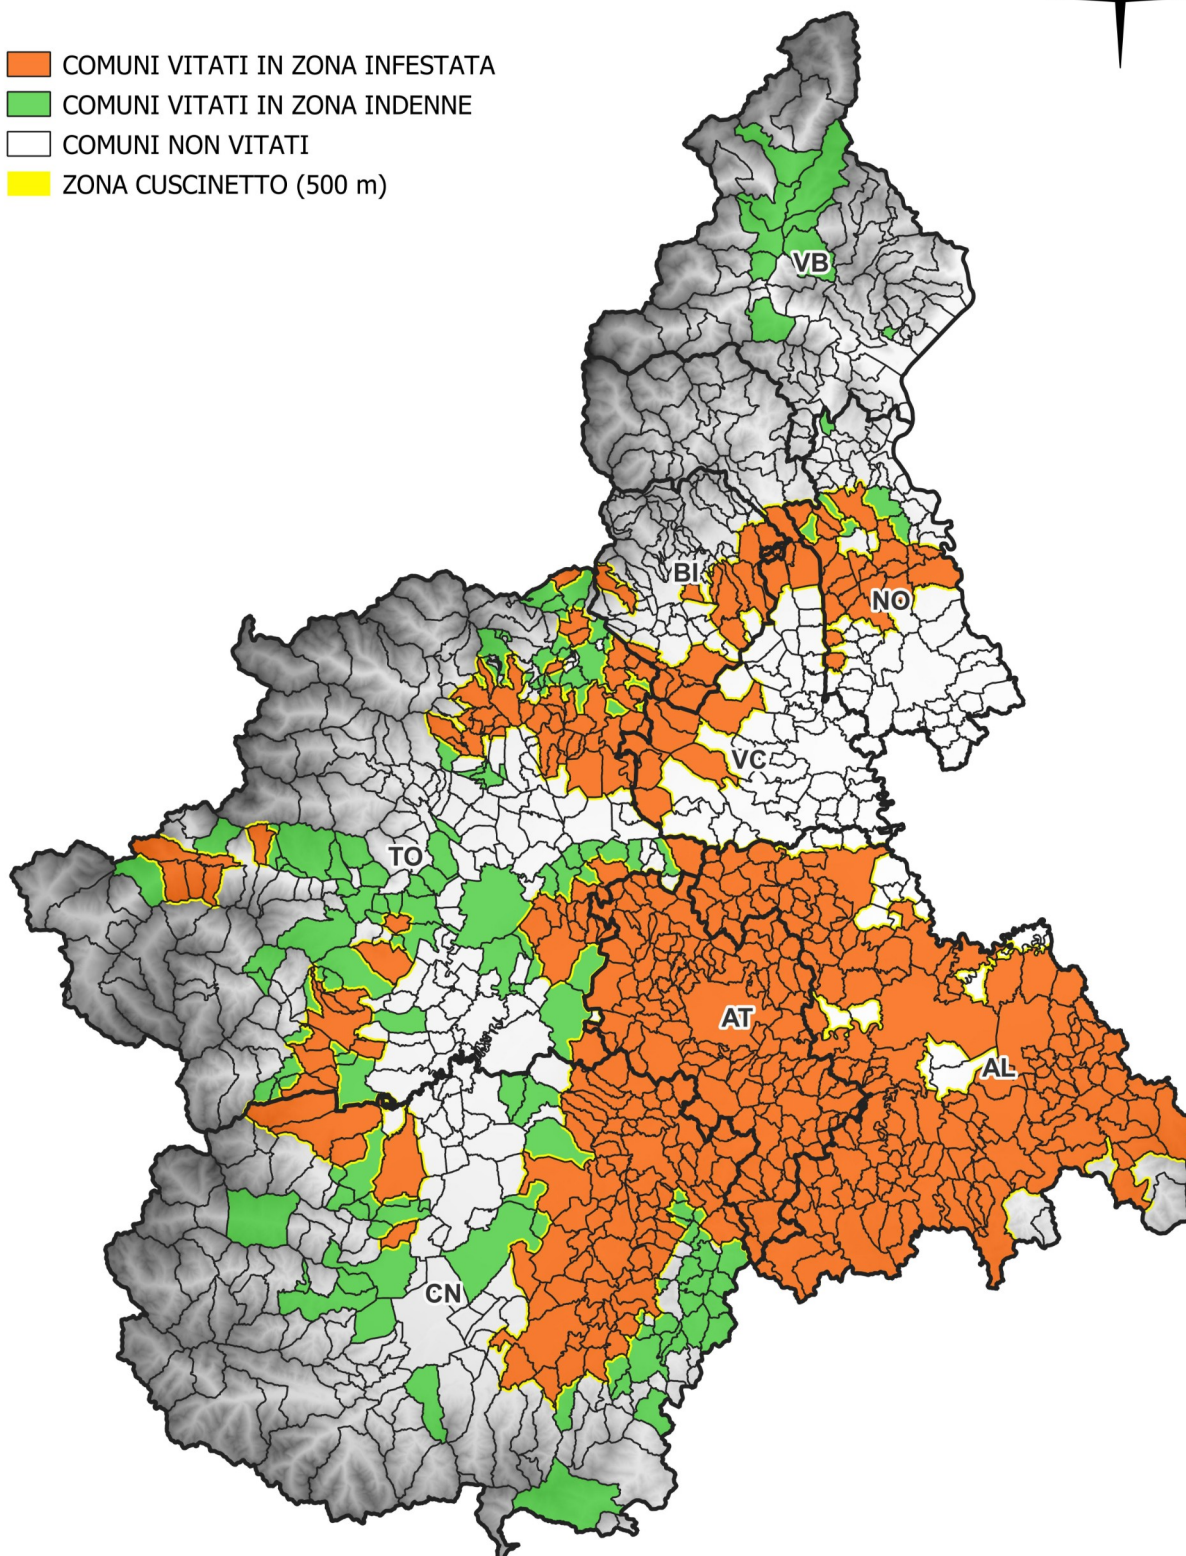 COMUNI VITATI IN ZONA INFESTATA
COMUNI VITATI IN ZONA INDENNE
COMUNI NON VITATI
ZONA CUSCINETTO (500 m)
VB
BI
NO
VC
TO
AT
AL
CN